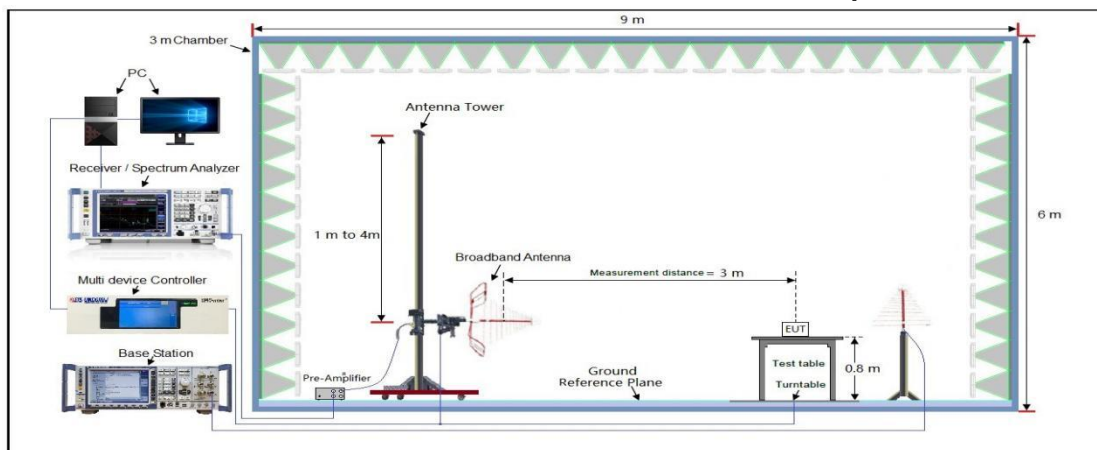 9 m
3 m Chamber
PC
Antenna Tower
Receiver / Spectrum Analyzer
6 m
1 m to 4m
Broadband Antenna
Measurement distance = 3 m
Multi device Controller
EUT
Base Station
Test table
0.8 m
Pre-Amplifier
Ground
Reference Plane
Turntable